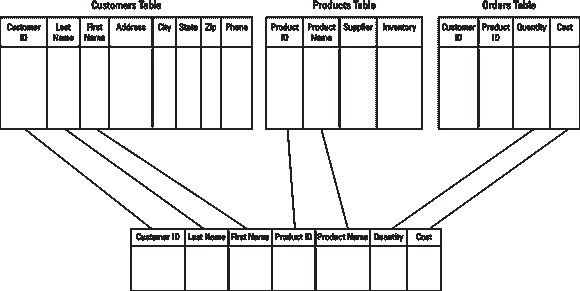 Customers Table
Products Table
Orders Table
Customer ID
Last Name
First Name
Address
City
State
Zip
Phone
Product ID
Product Name
Supplier
Inventory
Customer ID
Product ID
Quantity
Cost
Customer ID
Last Name
First Name
Product ID
Product Name
Quantity
Cost